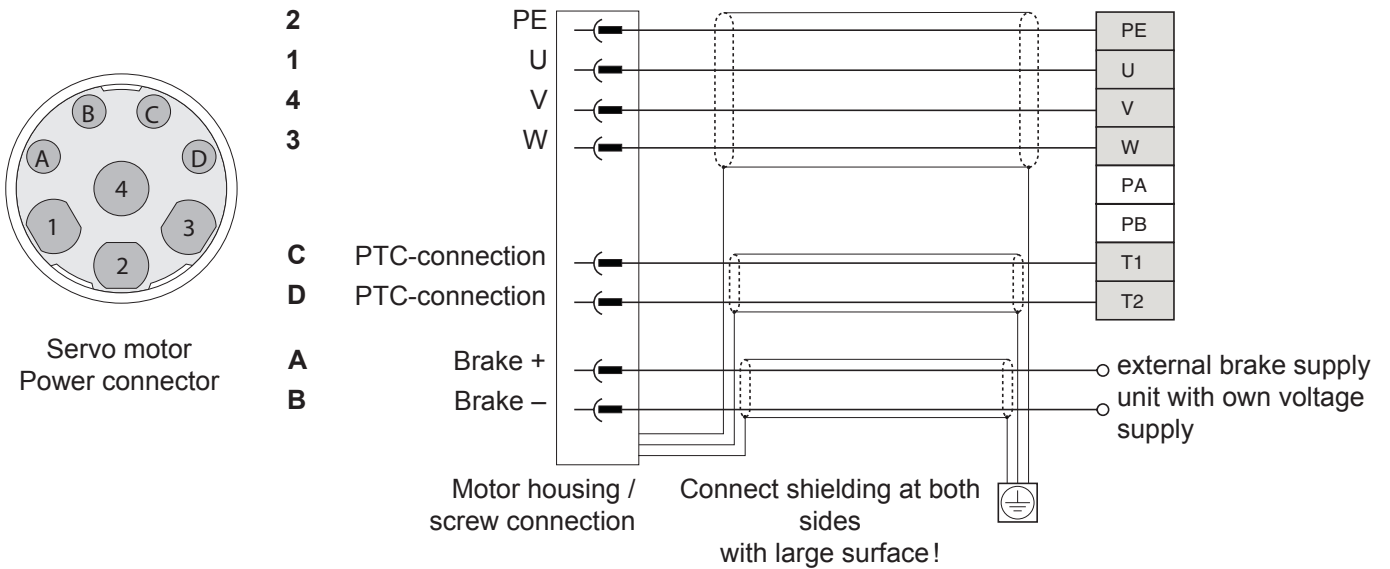 B
C
A
D
4
1
3
2
Servo motor
Power connector
2 PE
1 U
4 V
3 W
C PTC-connection
D PTC-connection
A Brake +
B Brake –
PE
U
V
W
PA
PB
T1
T2
external brake supply
unit with own voltage
supply
Motor housing /
screw connection
Connect shielding at both
sides
with large surface!